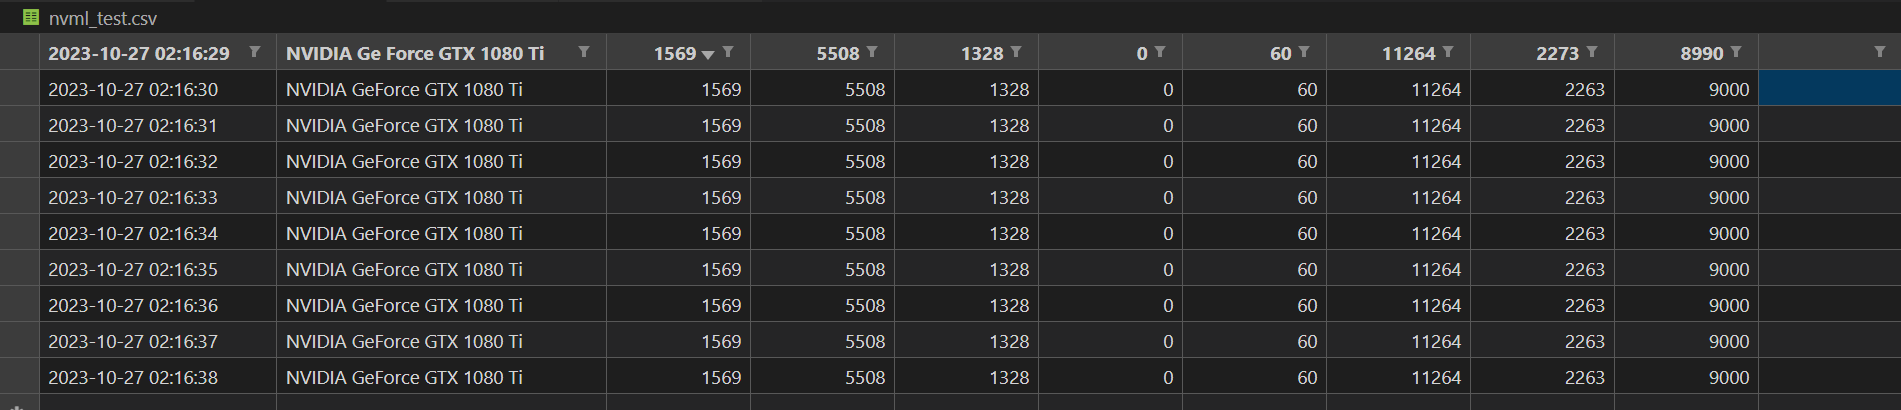 nvml_test.csv
2023-10-27 02:16:29 NVIDIA Ge Force GTX 1080 Ti 1569 5508 1328 0 60 11264 2273 8990
2023-10-27 02:16:30 NVIDIA GeForce GTX 1080 Ti 1569 5508 1328 0 60 11264 2263 9000
2023-10-27 02:16:31 NVIDIA GeForce GTX 1080 Ti 1569 5508 1328 0 60 11264 2263 9000
2023-10-27 02:16:32 NVIDIA GeForce GTX 1080 Ti 1569 5508 1328 0 60 11264 2263 9000
2023-10-27 02:16:33 NVIDIA GeForce GTX 1080 Ti 1569 5508 1328 0 60 11264 2263 9000
2023-10-27 02:16:34 NVIDIA GeForce GTX 1080 Ti 1569 5508 1328 0 60 11264 2263 9000
2023-10-27 02:16:35 NVIDIA GeForce GTX 1080 Ti 1569 5508 1328 0 60 11264 2263 9000
2023-10-27 02:16:36 NVIDIA GeForce GTX 1080 Ti 1569 5508 1328 0 60 11264 2263 9000
2023-10-27 02:16:37 NVIDIA GeForce GTX 1080 Ti 1569 5508 1328 0 60 11264 2263 9000
2023-10-27 02:16:38 NVIDIA GeForce GTX 1080 Ti 1569 5508 1328 0 60 11264 2263 9000